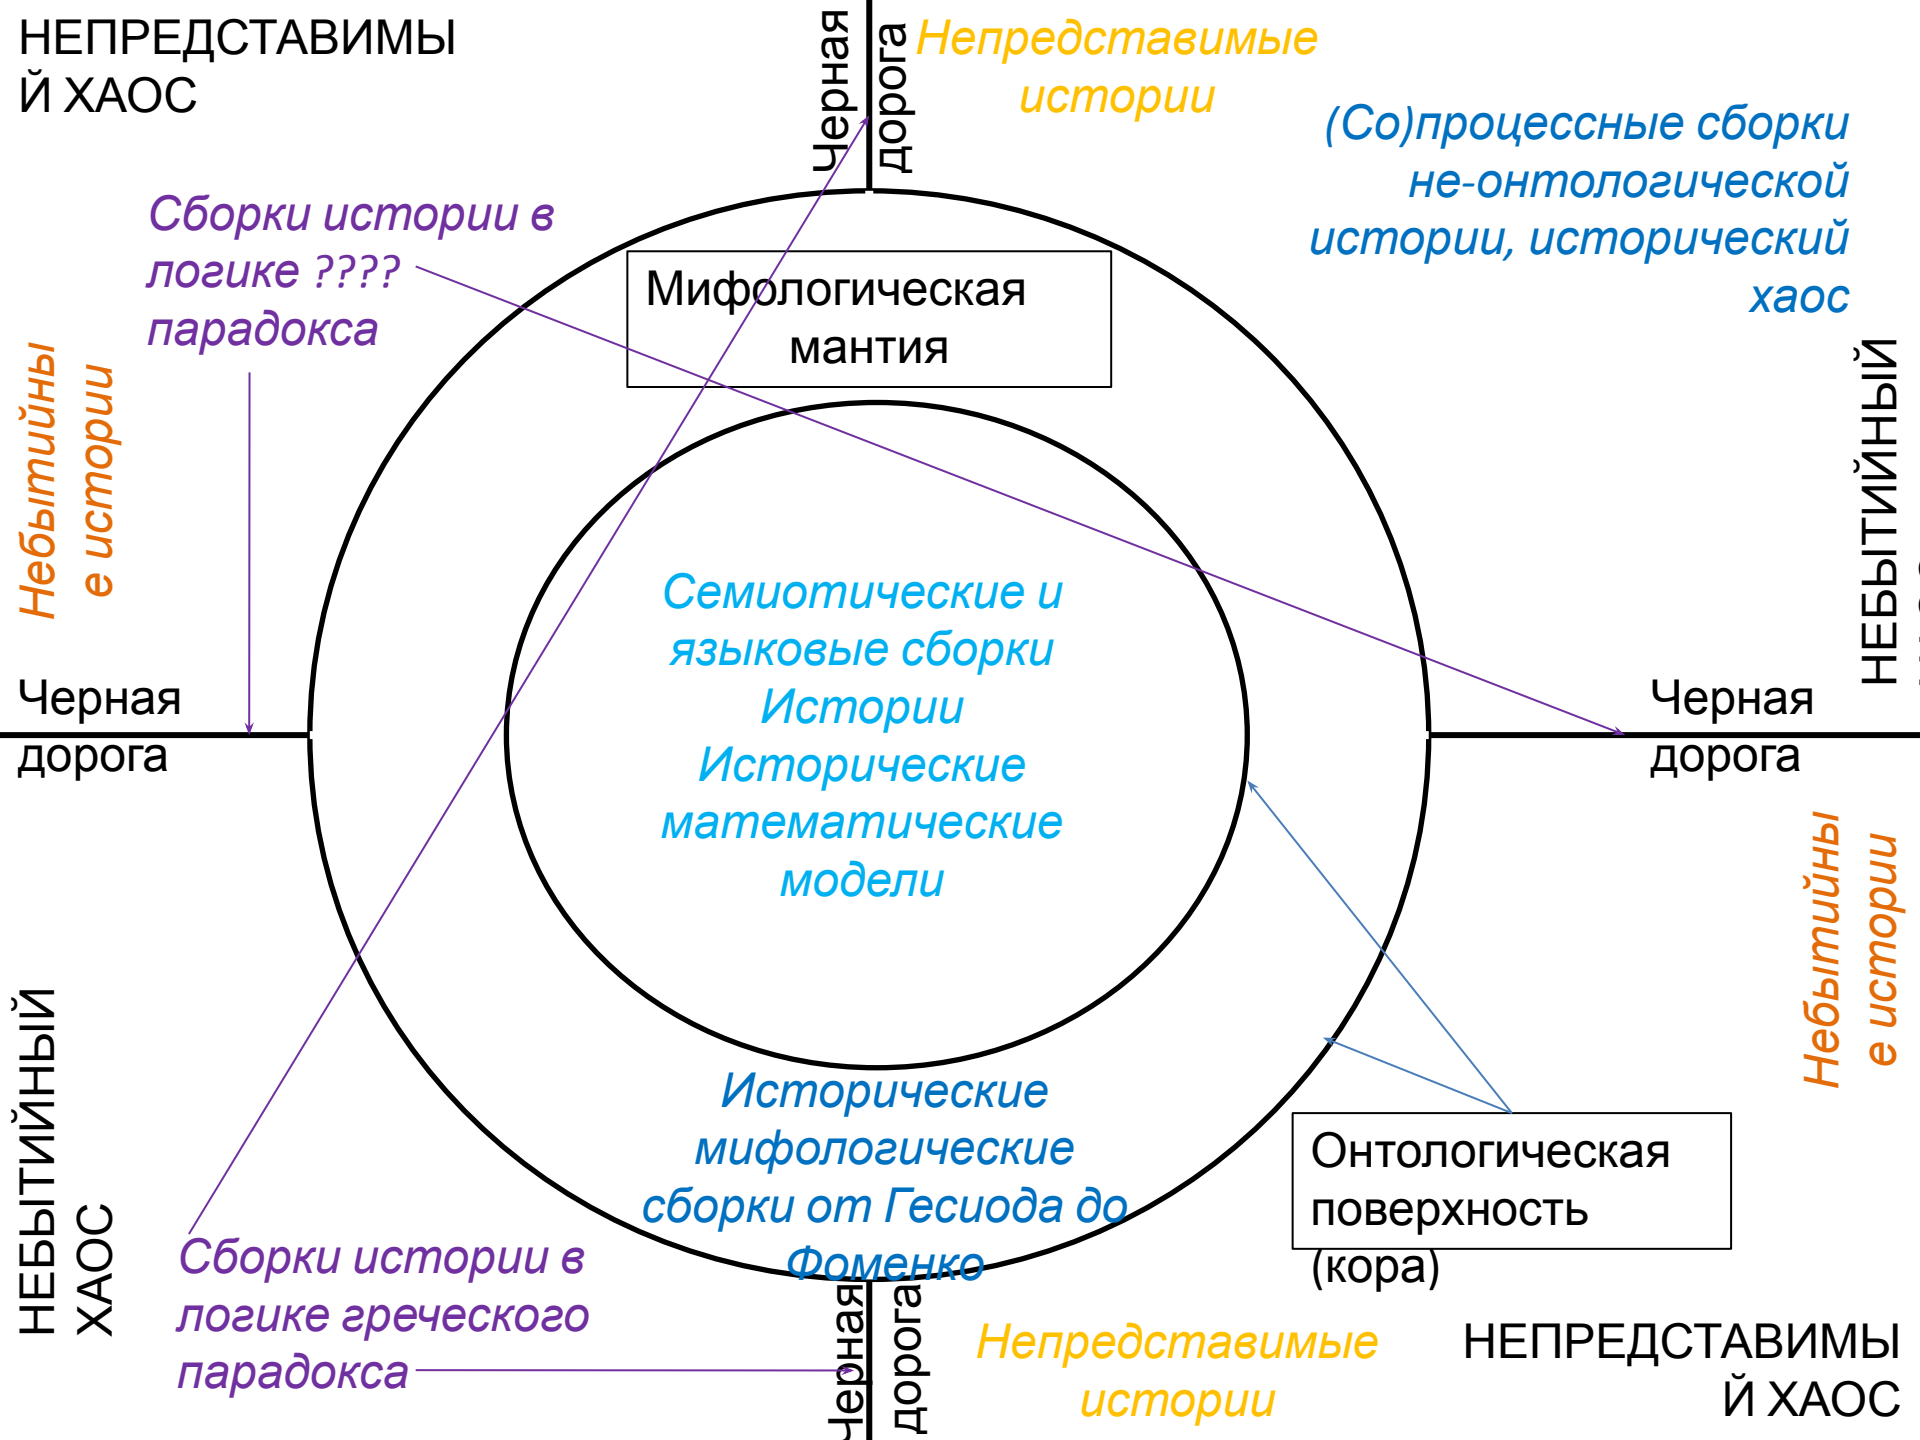 НЕПРЕДСТАВИМЫ
Й ХАОС
Черная
дорога
Непредставимые
истории
(Со)процессные сборки
не-онтологической
истории, исторический
хаос
Сборки истории в
логике ????
парадокса
Мифологическая
мантия
Небытийны
е истории
НЕБЫТИЙНЫЙ
Семиотические и
языковые сборки
Истории
Исторические
математические
модели
Черная
дорога
Черная
дорога
Небытийны
е истории
НЕБЫТИЙНЫЙ
ХАОС
Исторические
мифологические
сборки от Гесиода до
Фоменко
Онтологическая
поверхность
(кора)
Сборки истории в
логике греческого
парадокса
Черная
дорога
Непредставимые
истории
НЕПРЕДСТАВИМЫ
Й ХАОС